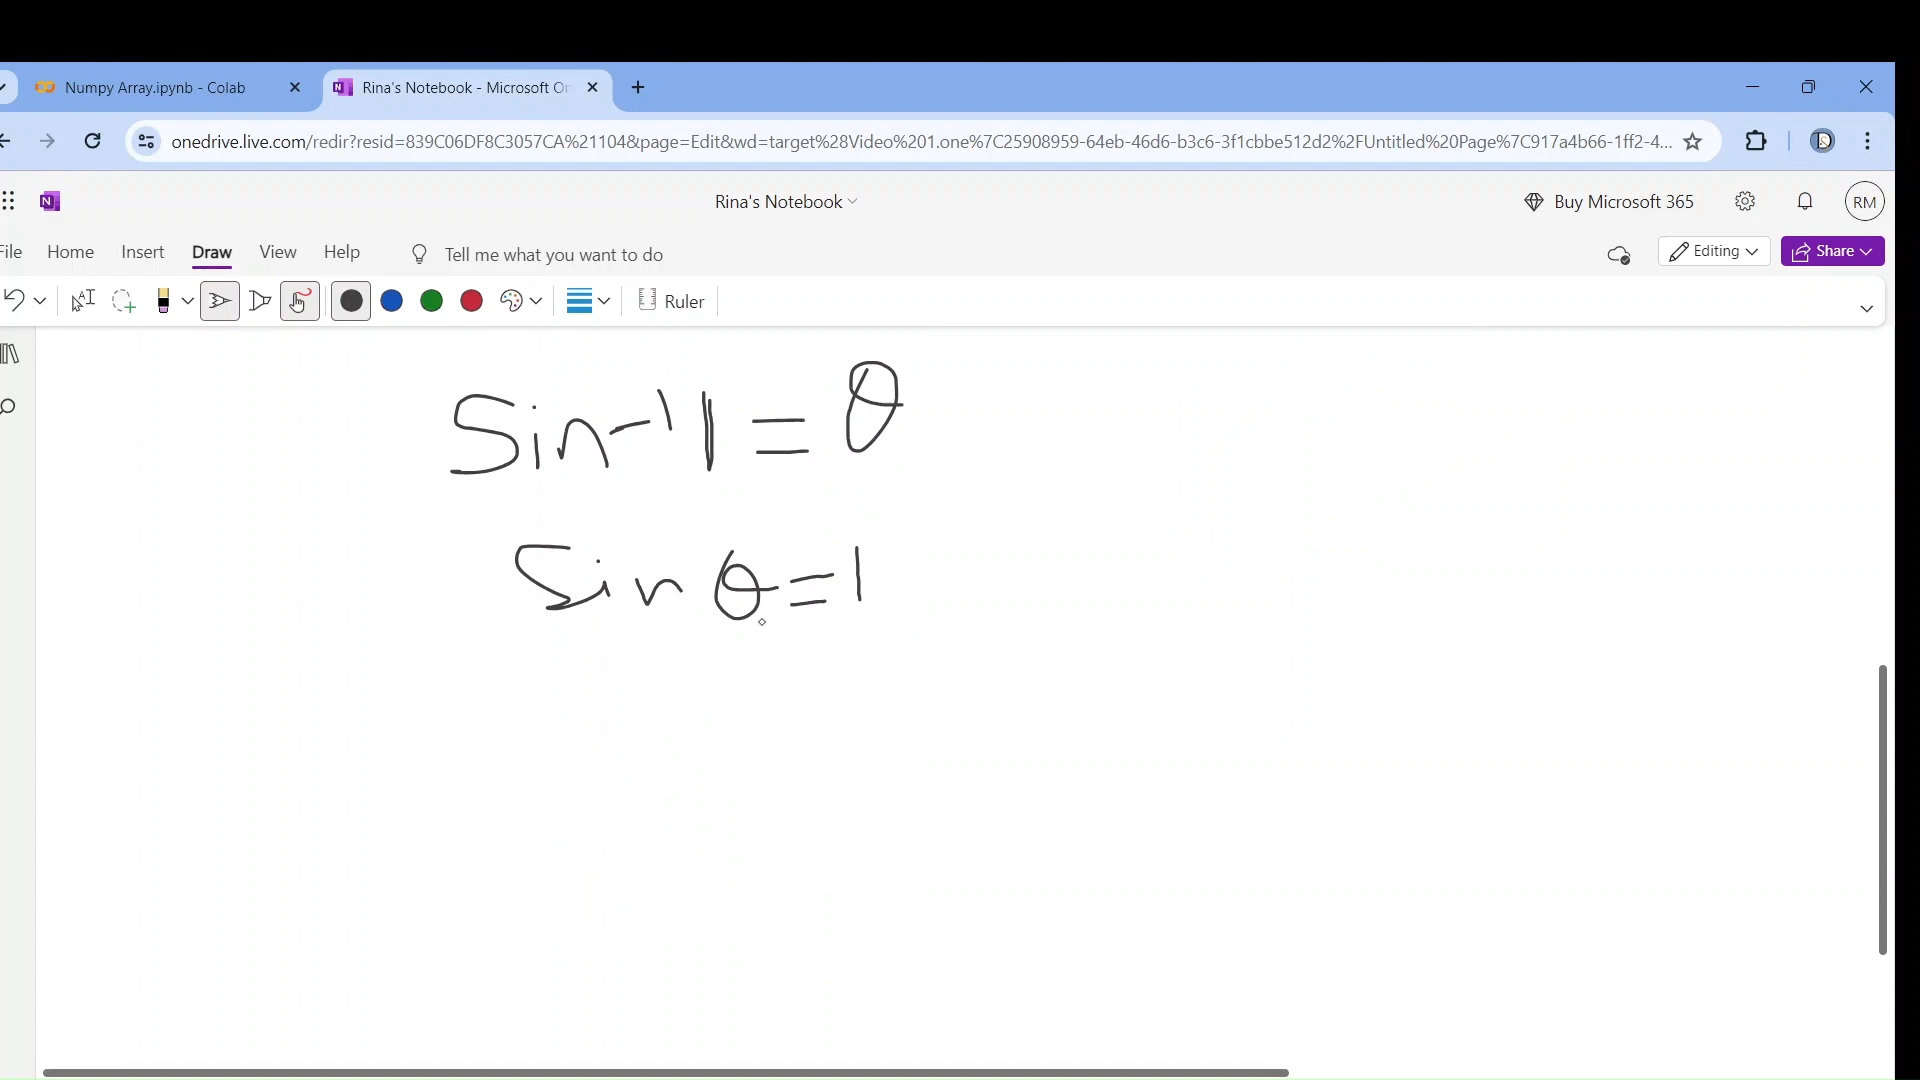 Numpy Array.ipynb - Colab
Rina's Notebook - Microsoft On
onedrive.live.com/redir?resid=839C06DF8C3057CA%21104&page=Edit&wd=target%28Video%201.one%7C25908959-64eb-46d6-b3c6-3f1cbbe512d2%2FUntitled%20Page%7C917a4b66-1ff2-4...
N
Rina's Notebook
Buy Microsoft 365
RM
File Home Insert Draw View Help Tell me what you want to do
Editing Share
Ruler
Sin⁻¹ 1 = θ
Sin θ = 1